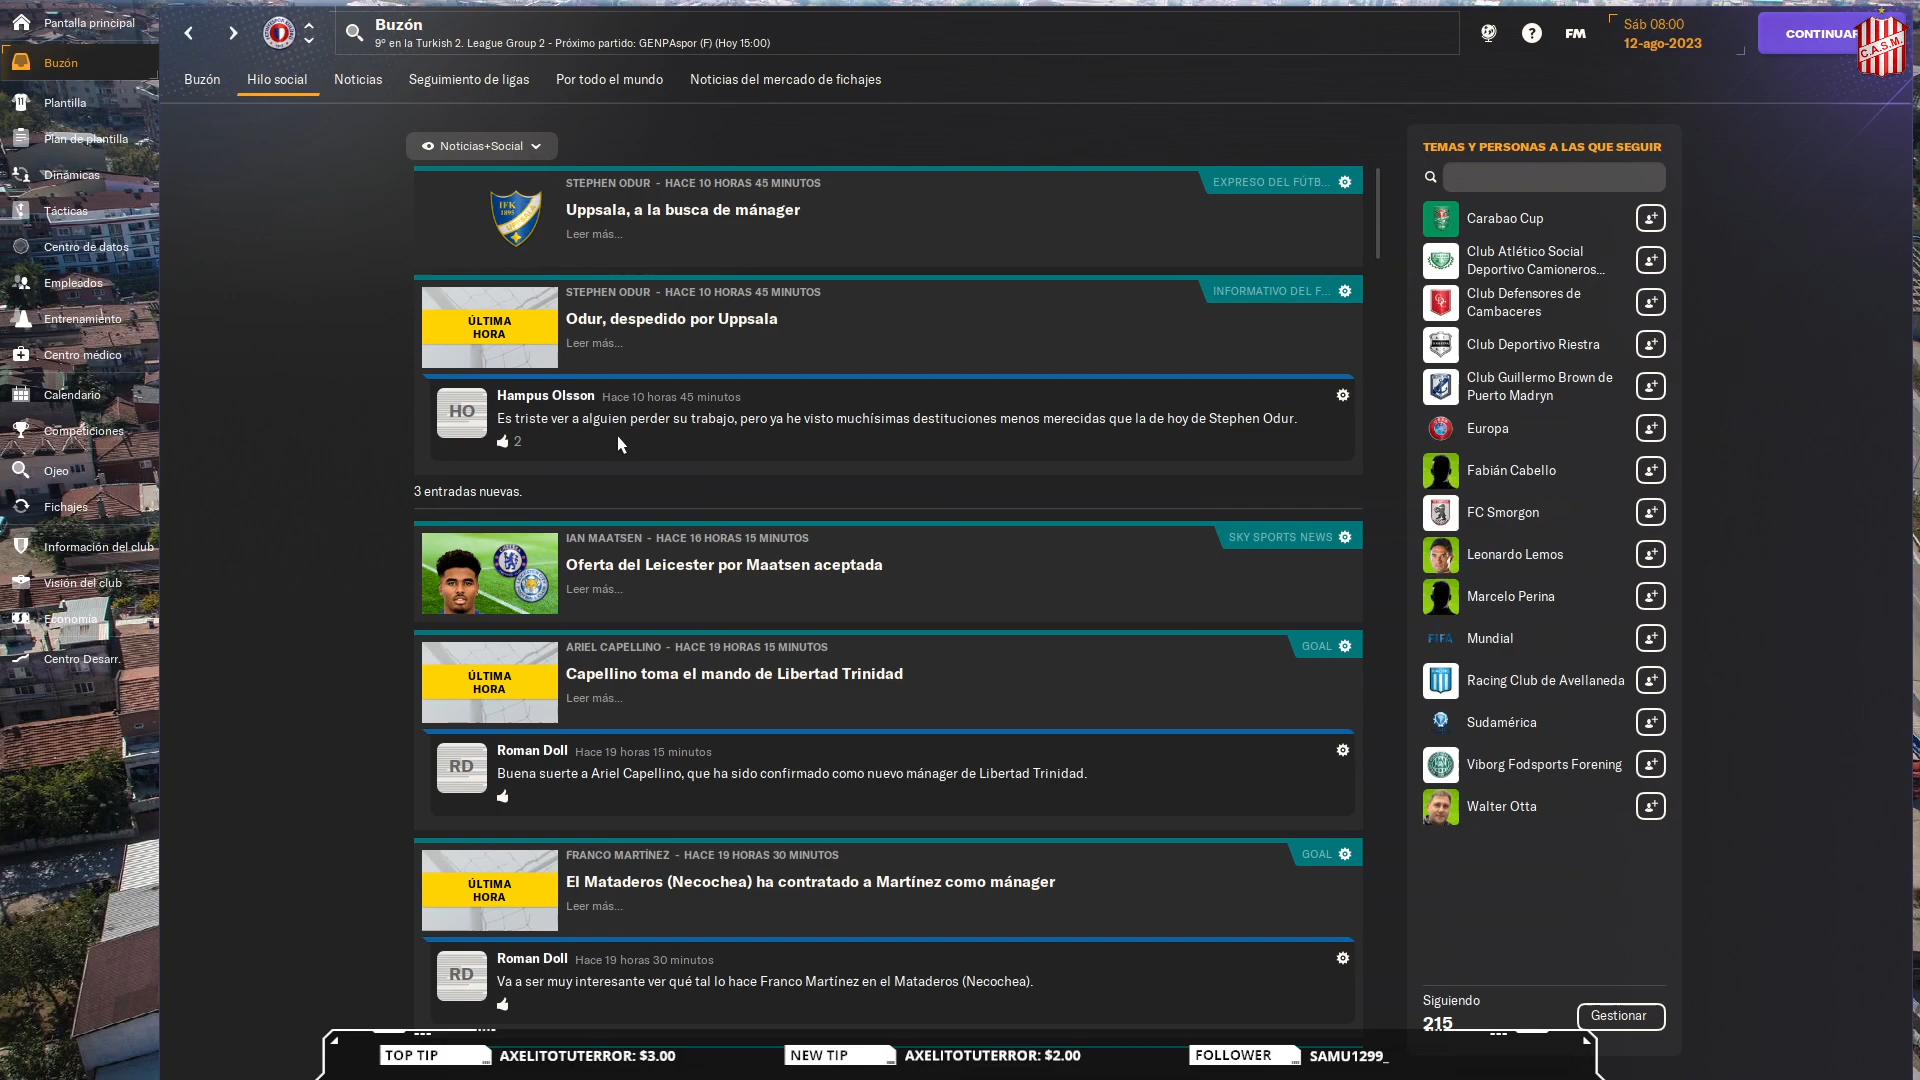 Pantalla principal
Buzón
Plantilla
Plan de plantilla
Dinámicas
Tácticas
Centro de datos
Empleados
Entrenamiento
Centro médico
Calendario
Competiciones
Ojeo
Fichajes
Información del club
Visión del club
Economía
Centro Desarr.
Buzón
9º en la Turkish 2. League Group 2 - Próximo partido: GENPAspor (F) (Hoy 15:00)
FM
Sáb 08:00
12-ago-2023
CONTINUAR
C.A.S.M.
Buzón
Hilo social
Noticias
Seguimiento de ligas
Por todo el mundo
Noticias del mercado de fichajes
Noticias+Social
STEPHEN ODUR - HACE 10 HORAS 45 MINUTOS
EXPRESO DEL FÚTB...
IFK
1895
UPPSALA
Uppsala, a la busca de mánager
Leer más...
STEPHEN ODUR - HACE 10 HORAS 45 MINUTOS
INFORMATIVO DEL F...
ÚLTIMA
HORA
Odur, despedido por Uppsala
Leer más...
HO
Hampus Olsson Hace 10 horas 45 minutos
Es triste ver a alguien perder su trabajo, pero ya he visto muchísimas destituciones menos merecidas que la de hoy de Stephen Odur.
2
3 entradas nuevas.
IAN MAATSEN - HACE 16 HORAS 15 MINUTOS
SKY SPORTS NEWS
Oferta del Leicester por Maatsen aceptada
Leer más...
ARIEL CAPELLINO - HACE 19 HORAS 15 MINUTOS
GOAL
ÚLTIMA
HORA
Capellino toma el mando de Libertad Trinidad
Leer más...
RD
Roman Doll Hace 19 horas 15 minutos
Buena suerte a Ariel Capellino, que ha sido confirmado como nuevo mánager de Libertad Trinidad.
FRANCO MARTÍNEZ - HACE 19 HORAS 30 MINUTOS
GOAL
ÚLTIMA
HORA
El Mataderos (Necochea) ha contratado a Martínez como mánager
Leer más...
RD
Roman Doll Hace 19 horas 30 minutos
Va a ser muy interesante ver qué tal lo hace Franco Martínez en el Mataderos (Necochea).
TEMAS Y PERSONAS A LAS QUE SEGUIR
Carabao Cup
Club Atlético Social
Deportivo Camioneros...
Club Defensores de
Cambaceres
Club Deportivo Riestra
Club Guillermo Brown de
Puerto Madryn
Europa
Fabián Cabello
FC Smorgon
Leonardo Lemos
Marcelo Perina
FIFA
Mundial
Racing Club de Avellaneda
Sudamérica
Viborg Fodsports Forening
Walter Otta
Siguiendo
215
Gestionar
TOP TIP
AXELITOTUTERROR: $3.00
NEW TIP
AXELITOTUTERROR: $2.00
FOLLOWER
SAMU1299_